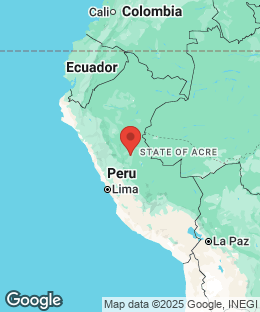 Colombia
Cali
Ecuador
STATE OF ACRE
Peru
Lima
La Paz
Google
Map data ©2025 Google, INEGI